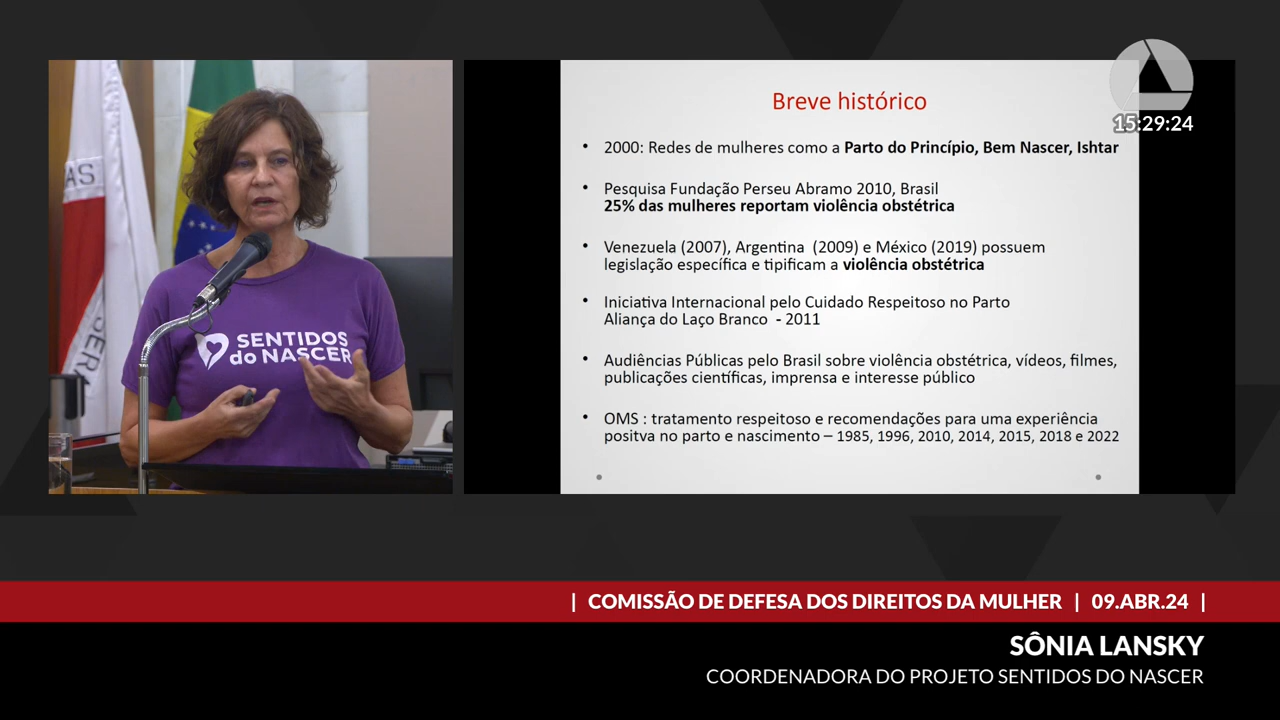 AS
SERA
SENTIDOS
do NASCER
15:29:24
Breve histórico
• 2000: Redes de mulheres como a Parto do Princípio, Bem Nascer, Ishtar
• Pesquisa Fundação Perseu Abramo 2010, Brasil
25% das mulheres reportam violência obstétrica
• Venezuela (2007), Argentina (2009) e México (2019) possuem
legislação específica e tipificam a violência obstétrica
• Iniciativa Internacional pelo Cuidado Respeitoso no Parto
Aliança do Laço Branco - 2011
• Audiências Públicas pelo Brasil sobre violência obstétrica, vídeos, filmes,
publicações científicas, imprensa e interesse público
• OMS : tratamento respeitoso e recomendações para uma experiência
positva no parto e nascimento – 1985, 1996, 2010, 2014, 2015, 2018 e 2022
| COMISSÃO DE DEFESA DOS DIREITOS DA MULHER | 09.ABR.24 |
SÔNIA LANSKY
COORDENADORA DO PROJETO SENTIDOS DO NASCER